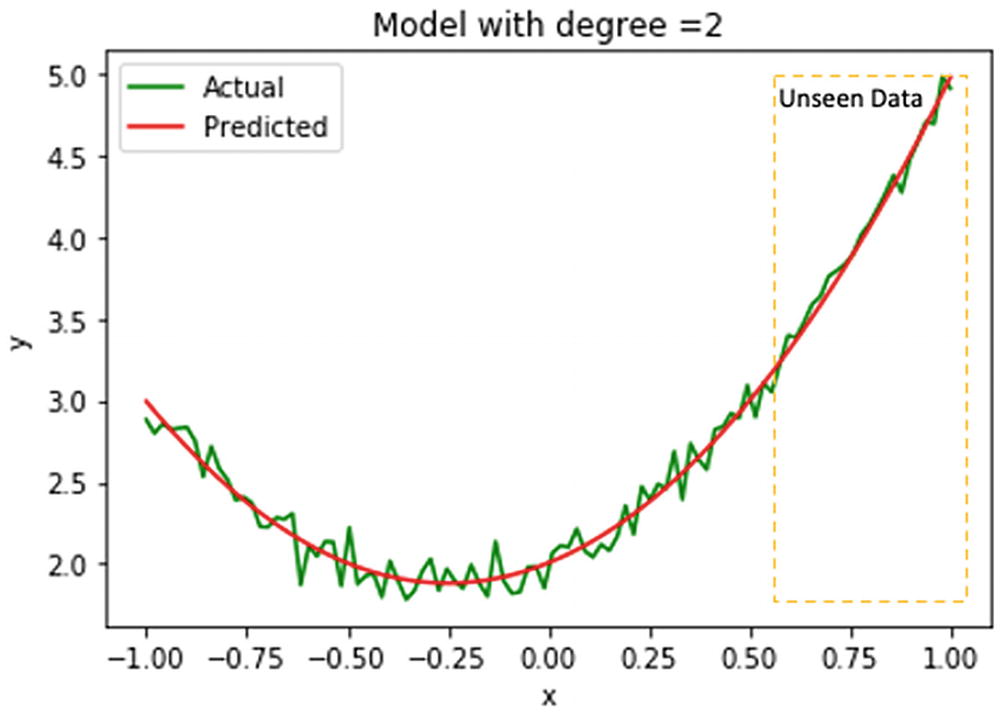 Model with degree =2
Actual
Predicted
Unseen Data
5.0
4.5
4.0
3.5
3.0
2.5
2.0
y
−1.00 −0.75 −0.50 −0.25 0.00 0.25 0.50 0.75 1.00
x